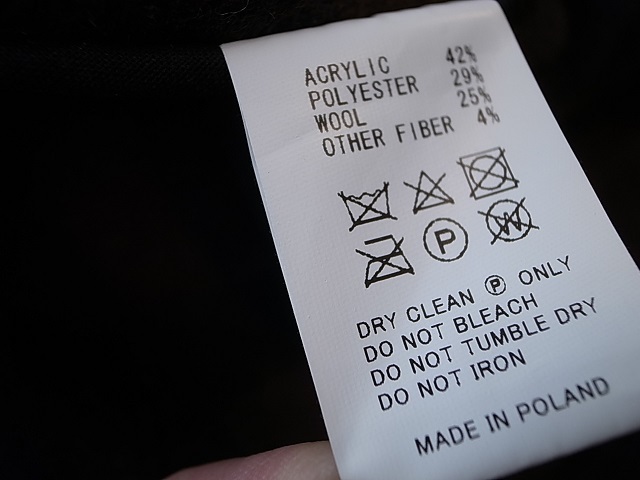 ACRYLIC 42%
POLYESTER 29%
WOOL 25%
OTHER FIBER 4%
P W
DRY CLEAN Ⓟ ONLY
DO NOT BLEACH
DO NOT TUMBLE DRY
DO NOT IRON
MADE IN POLAND